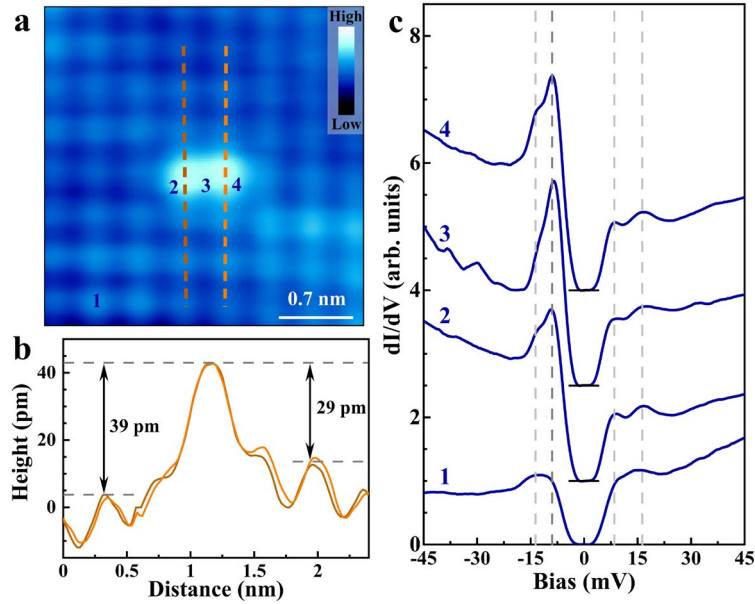 a
High
Low
2
3
4
1
0.7 nm
b
Height (pm)
40
20
0
39 pm
29 pm
0
0.5
1
1.5
2
Distance (nm)
c
dI/dV (arb. units)
8
6
4
2
0
4
3
2
1
-45
-30
-15
0
15
30
45
Bias (mV)